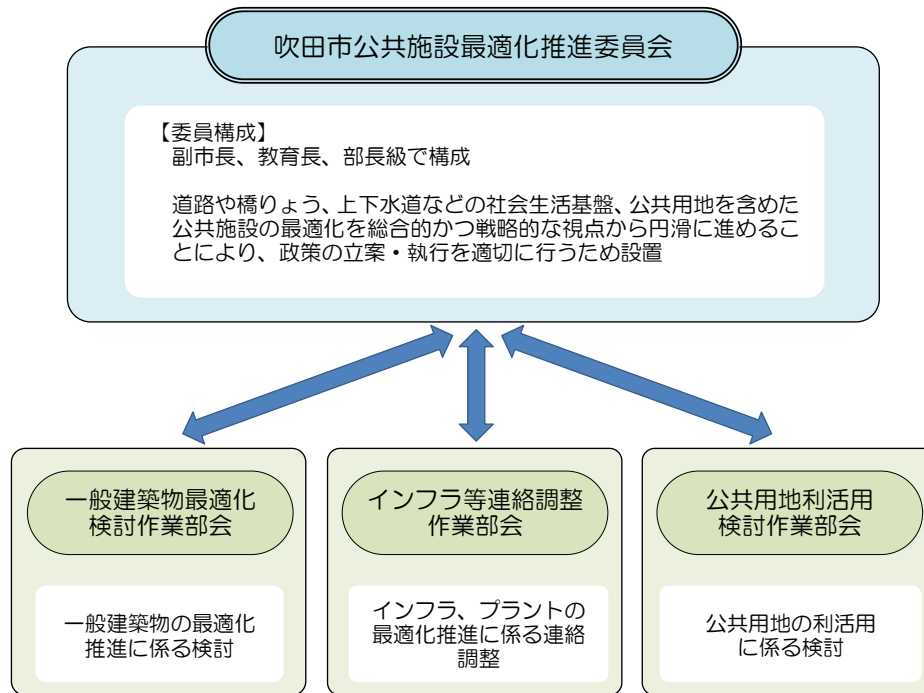 吹田市公共施設最適化推進委員会
【委員構成】
副市長、教育長、部長級で構成
道路や橋りょう、上下水道などの社会生活基盤、公共用地を含めた
公共施設の最適化を総合的かつ戦略的な視点から円滑に進めるこ
とにより、政策の立案・執行を適切に行うため設置
一般建築物最適化
検討作業部会
一般建築物の最適化
推進に係る検討
インフラ等連絡調整
作業部会
インフラ、プラントの
最適化推進に係る連絡
調整
公共用地利活用
検討作業部会
公共用地の利活用
に係る検討